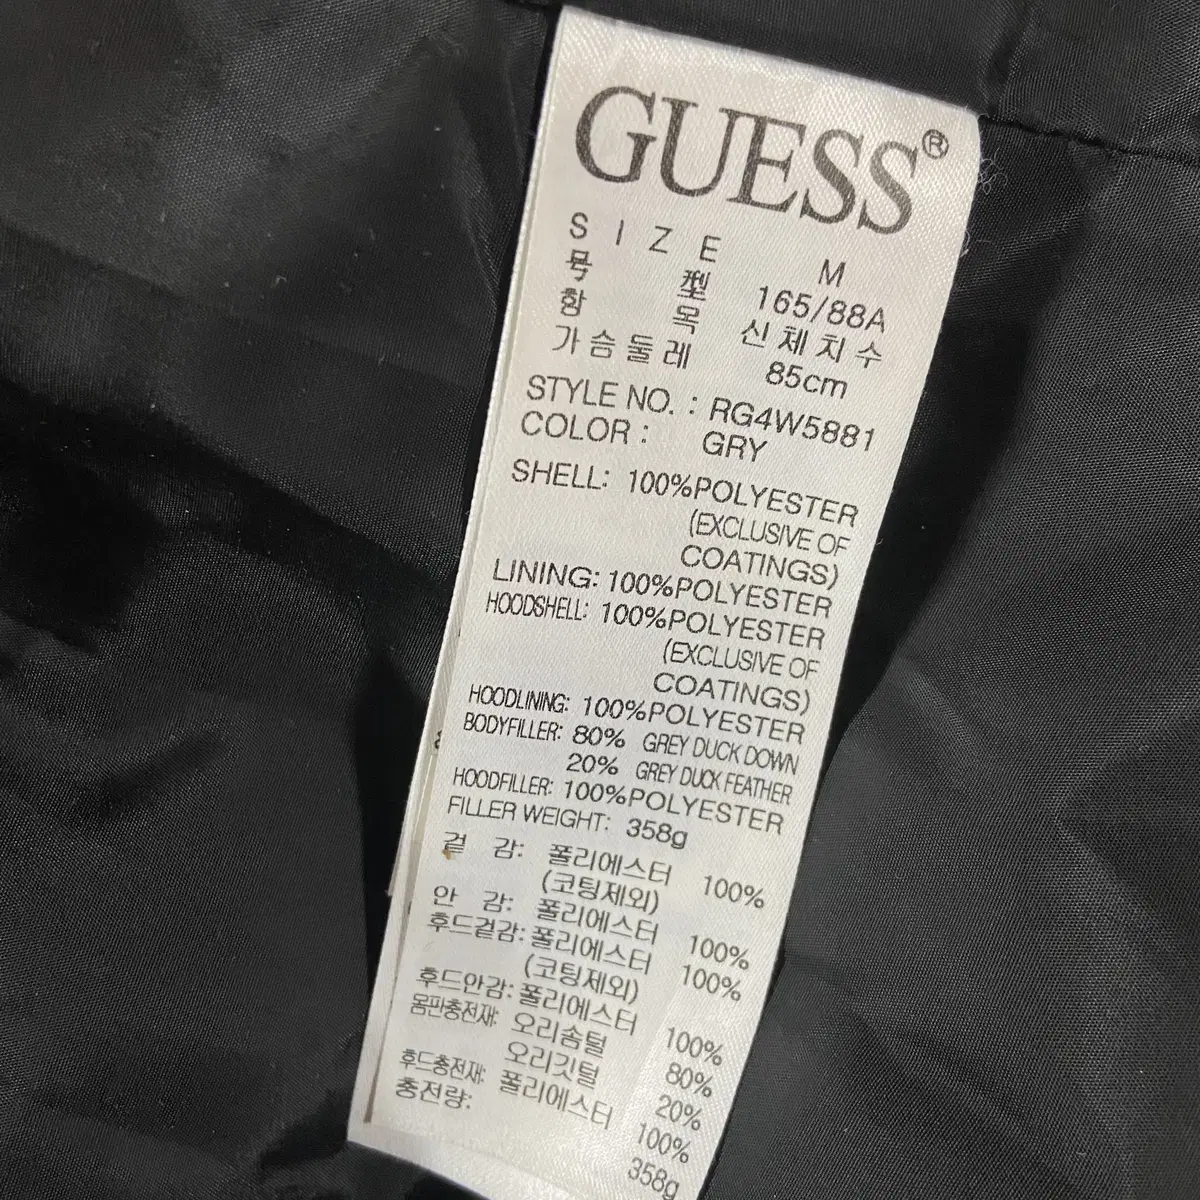 GUESS®
SIZE M
号型 165/88A
항목 신체치수
가슴둘레 85cm
STYLE NO. : RG4W5881
COLOR : GRY
SHELL: 100%POLYESTER
(EXCLUSIVE OF
COATINGS)
LINING: 100%POLYESTER
HOODSHELL: 100%POLYESTER
(EXCLUSIVE OF
COATINGS)
HOODLINING: 100%POLYESTER
BODYFILLER: 80% GREY DUCK DOWN
20% GREY DUCK FEATHER
HOODFILLER: 100%POLYESTER
FILLER WEIGHT: 358g
겉 감: 폴리에스터 100%
(코팅제외)
안 감: 폴리에스터 100%
후드겉감: 폴리에스터 100%
(코팅제외)
후드안감: 폴리에스터 100%
몸판충전재: 오리솜털 80%
오리깃털 20%
후드충전재: 폴리에스터 100%
충전량: 358g